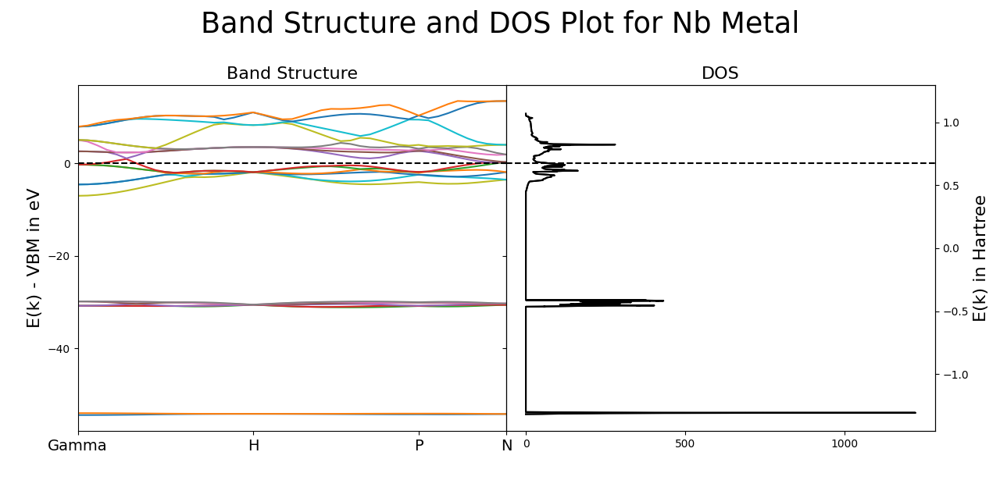 Band Structure and DOS Plot for Nb Metal
Band Structure
DOS
E(k) - VBM in eV
0
−20
−40
Gamma
H
P
N
0
500
1000
1.0
0.5
0.0
−0.5
−1.0
E(k) in Hartree